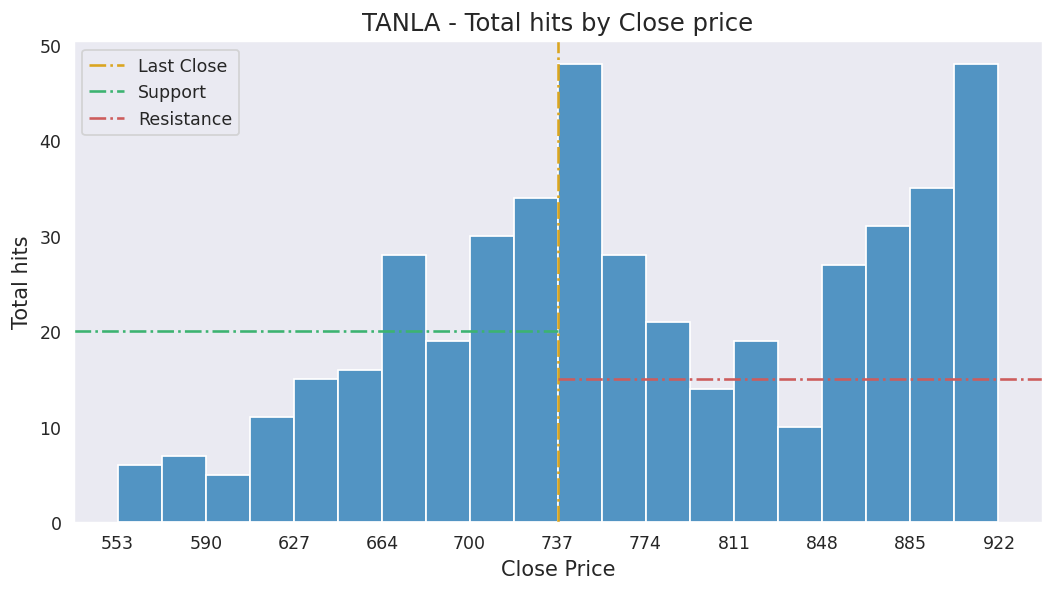 TANLA - Total hits by Close price
Last Close
Support
Resistance
Total hits
50
40
30
20
10
0
553 590 627 664 700 737 774 811 848 885 922
Close Price